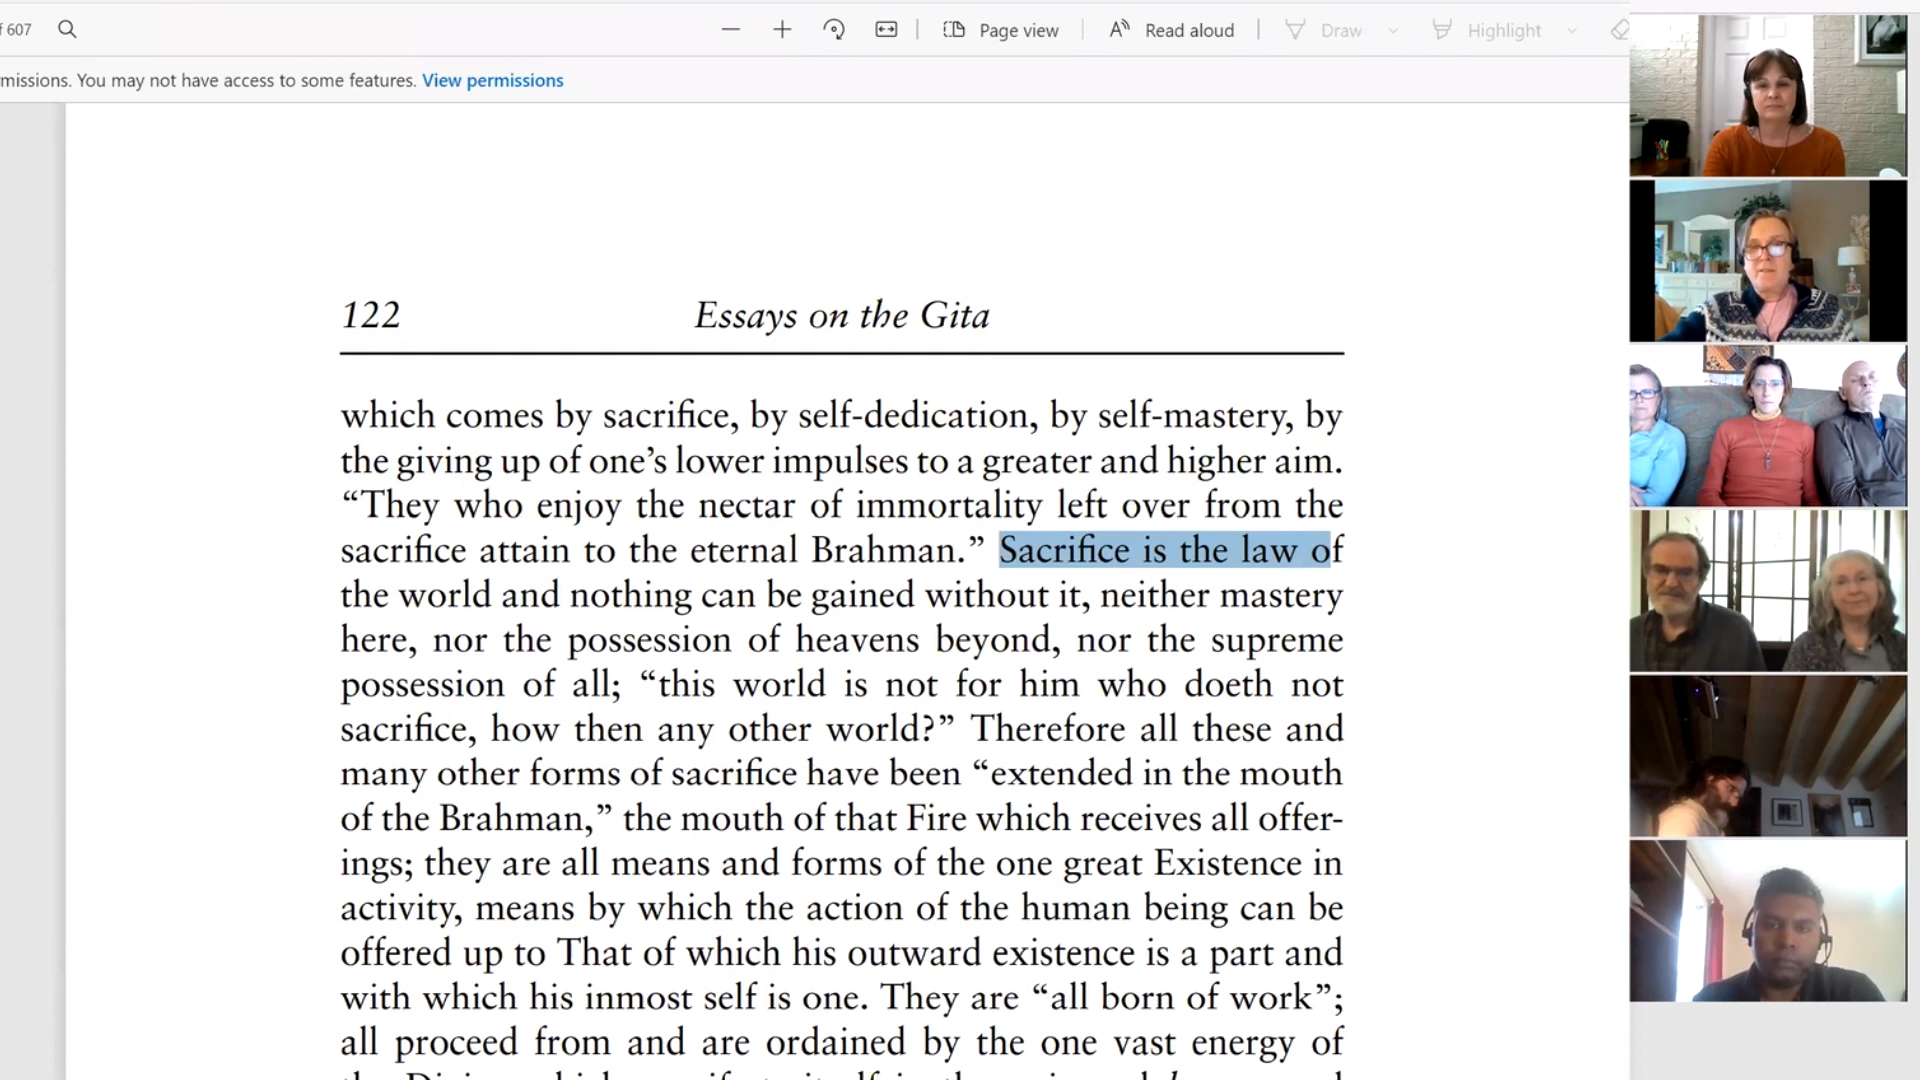 f 607
Page view
Read aloud
Draw
Highlight
missions. You may not have access to some features. View permissions
122 Essays on the Gita
which comes by sacrifice, by self-dedication, by self-mastery, by
the giving up of one’s lower impulses to a greater and higher aim.
“They who enjoy the nectar of immortality left over from the
sacrifice attain to the eternal Brahman.” Sacrifice is the law of
the world and nothing can be gained without it, neither mastery
here, nor the possession of heavens beyond, nor the supreme
possession of all; “this world is not for him who doeth not
sacrifice, how then any other world?” Therefore all these and
many other forms of sacrifice have been “extended in the mouth
of the Brahman,” the mouth of that Fire which receives all offer-
ings; they are all means and forms of the one great Existence in
activity, means by which the action of the human being can be
offered up to That of which his outward existence is a part and
with which his inmost self is one. They are “all born of work”;
all proceed from and are ordained by the one vast energy of